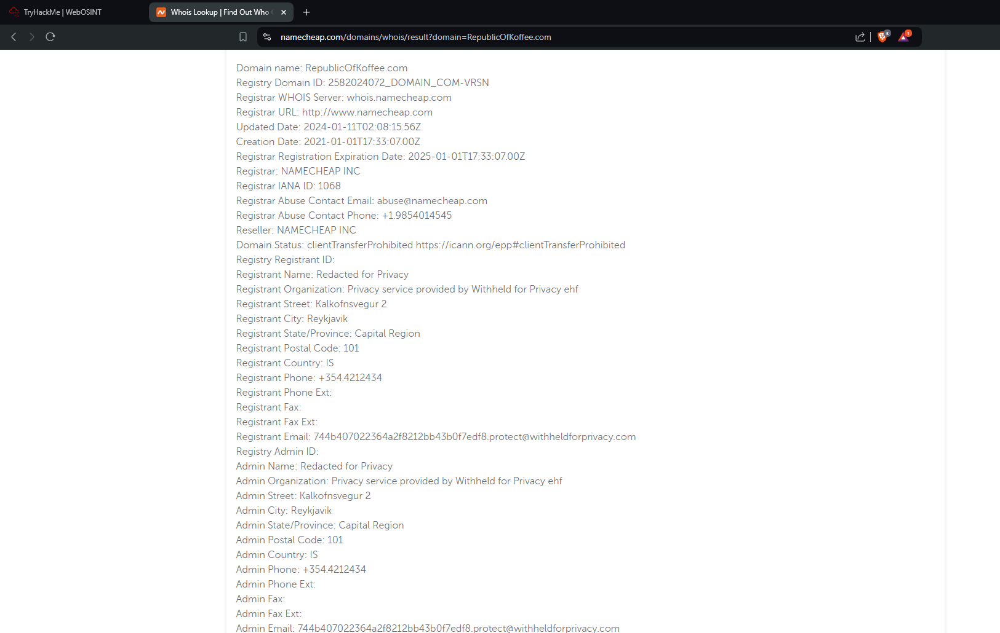 TryHackMe | WebOSINT
Whois Lookup | Find Out Who
namecheap.com/domains/whois/result?domain=RepublicOfKoffee.com
3
1
Domain name: RepublicOfKoffee.com
Registry Domain ID: 2582024072_DOMAIN_COM-VRSN
Registrar WHOIS Server: whois.namecheap.com
Registrar URL: http://www.namecheap.com
Updated Date: 2024-01-11T02:08:15.56Z
Creation Date: 2021-01-01T17:33:07.00Z
Registrar Registration Expiration Date: 2025-01-01T17:33:07.00Z
Registrar: NAMECHEAP INC
Registrar IANA ID: 1068
Registrar Abuse Contact Email: abuse@namecheap.com
Registrar Abuse Contact Phone: +1.9854014545
Reseller: NAMECHEAP INC
Domain Status: clientTransferProhibited https://icann.org/epp#clientTransferProhibited
Registry Registrant ID:
Registrant Name: Redacted for Privacy
Registrant Organization: Privacy service provided by Withheld for Privacy ehf
Registrant Street: Kalkofnsvegur 2
Registrant City: Reykjavik
Registrant State/Province: Capital Region
Registrant Postal Code: 101
Registrant Country: IS
Registrant Phone: +354.4212434
Registrant Phone Ext:
Registrant Fax:
Registrant Fax Ext:
Registrant Email: 744b407022364a2f8212bb43b0f7edf8.protect@withheldforprivacy.com
Registry Admin ID:
Admin Name: Redacted for Privacy
Admin Organization: Privacy service provided by Withheld for Privacy ehf
Admin Street: Kalkofnsvegur 2
Admin City: Reykjavik
Admin State/Province: Capital Region
Admin Postal Code: 101
Admin Country: IS
Admin Phone: +354.4212434
Admin Phone Ext:
Admin Fax:
Admin Fax Ext:
Admin Email: 744b407022364a2f8212bb43b0f7edf8.protect@withheldforprivacy.com